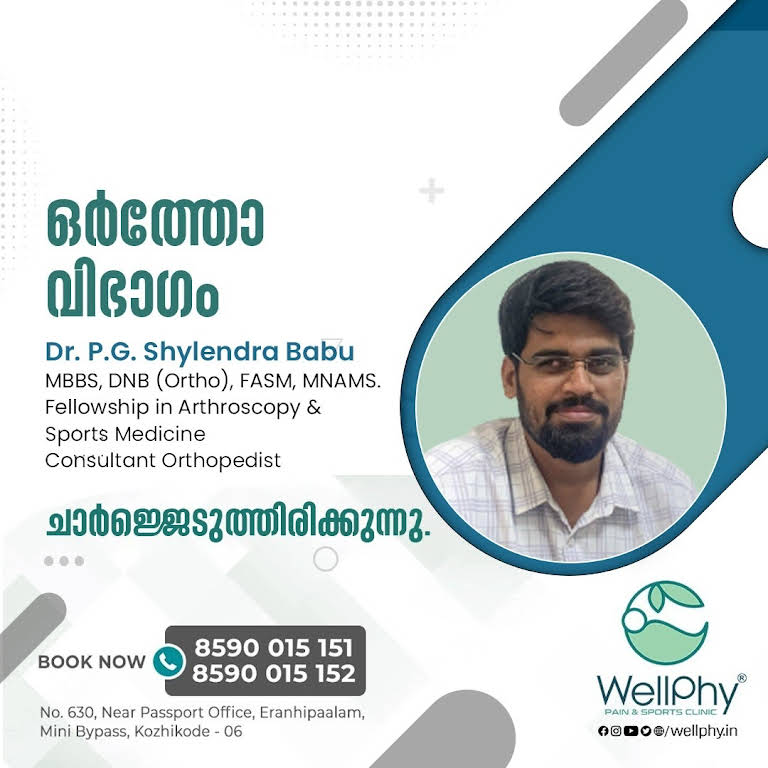 ഒർത്തോ
വിഭാഗം
Dr. P.G. Shylendra Babu
MBBS, DNB (Ortho), FASM, MNAMS.
Fellowship in Arthroscopy &
Sports Medicine
Consultant Orthopedist
ചാർജ്ജെടുത്തിരിക്കുന്നു.
BOOK NOW
8590 015 151
8590 015 152
No. 630, Near Passport Office, Eranhipaalam,
Mini Bypass, Kozhikode - 06
WellPhy®
PAIN & SPORTS CLINIC
/wellphy.in